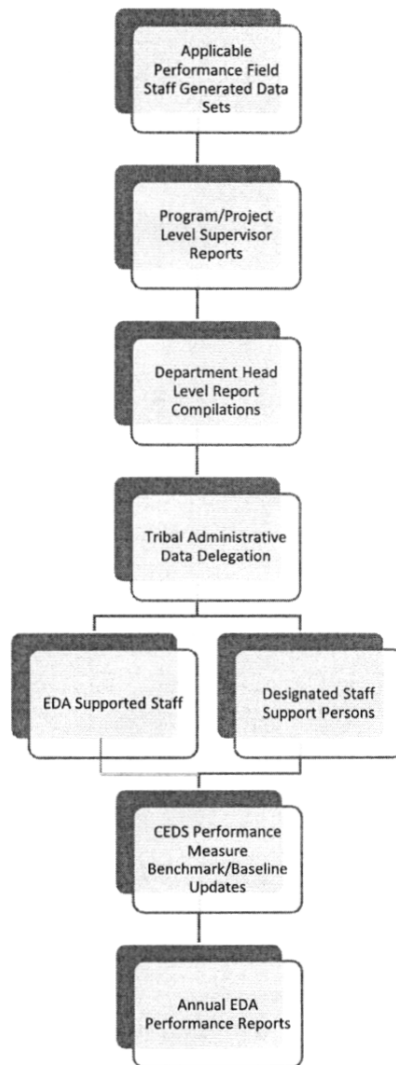 Applicable
Performance Field
Staff Generated Data
Sets
Program/Project
Level Supervisor
Reports
Department Head
Level Report
Compilations
Tribal Administrative
Data Delegation
EDA Supported Staff
Designated Staff
Support Persons
CEDS Performance
Measure
Benchmark/Baseline
Updates
Annual EDA
Performance Reports